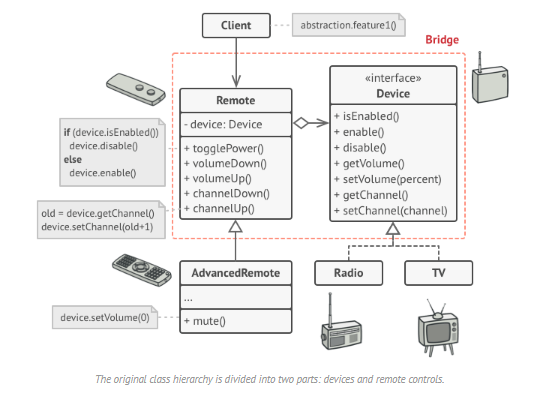 Client
abstraction.feature1()
Bridge
Remote
- device: Device
+ togglePower()
+ volumeDown()
+ volumeUp()
+ channelDown()
+ channelUp()
«interface»
Device
+ isEnabled()
+ enable()
+ disable()
+ getVolume()
+ setVolume(percent)
+ getChannel()
+ setChannel(channel)
if (device.isEnabled())
device.disable()
else
device.enable()
old = device.getChannel()
device.setChannel(old+1)
AdvancedRemote
...
+ mute()
device.setVolume(0)
Radio
TV
The original class hierarchy is divided into two parts: devices and remote controls.